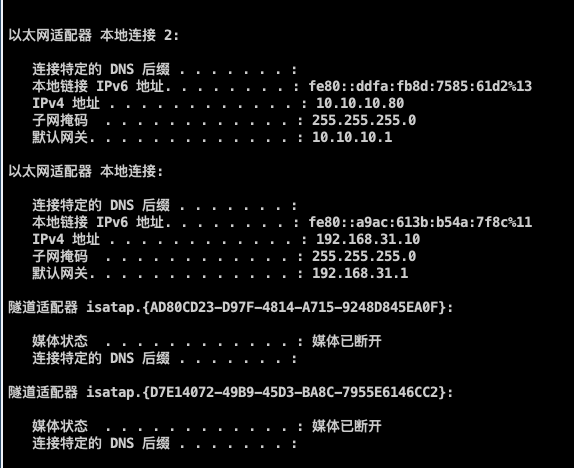 以太网适配器 本地连接 2:
连接特定的 DNS 后缀 . . . . . . . :
本地链接 IPv6 地址. . . . . . . . : fe80::ddfa:fb8d:7585:61d2%13
IPv4 地址 . . . . . . . . . . . . : 10.10.10.80
子网掩码  . . . . . . . . . . . . : 255.255.255.0
默认网关. . . . . . . . . . . . . : 10.10.10.1
以太网适配器 本地连接:
连接特定的 DNS 后缀 . . . . . . . :
本地链接 IPv6 地址. . . . . . . . : fe80::a9ac:613b:b54a:7f8c%11
IPv4 地址 . . . . . . . . . . . . : 192.168.31.10
子网掩码  . . . . . . . . . . . . : 255.255.255.0
默认网关. . . . . . . . . . . . . : 192.168.31.1
隧道适配器 isatap.{AD80CD23-D97F-4814-A715-9248D845EA0F}:
媒体状态  . . . . . . . . . . . . : 媒体已断开
连接特定的 DNS 后缀 . . . . . . . :
隧道适配器 isatap.{D7E14072-49B9-45D3-BA8C-7955E6146CC2}:
媒体状态  . . . . . . . . . . . . : 媒体已断开
连接特定的 DNS 后缀 . . . . . . . :